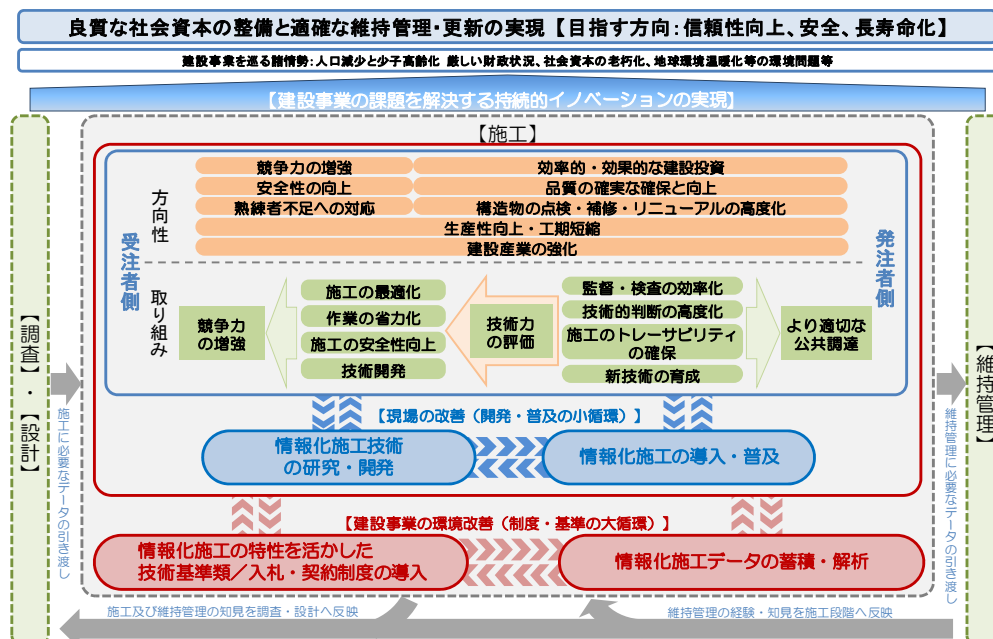 良質な社会資本の整備と適確な維持管理・更新の実現 【目指す方向：信頼性向上、安全、長寿命化】
建設事業を巡る諸情勢：人口減少と少子高齢化 厳しい財政状況、社会資本の老朽化、地球環境温暖化等の環境問題等
【建設事業の課題を解決する持続的イノベーションの実現】
【調査】・【設計】
施工に必要なデータの引き渡し
【施工】
受注者側
方向性
競争力の増強
効率的・効果的な建設投資
安全性の向上
品質の確実な確保と向上
熟練者不足への対応
構造物の点検・補修・リニューアルの高度化
生産性向上・工期短縮
建設産業の強化
発注者側
取り組み
競争力
の増強
施工の最適化
作業の省力化
施工の安全性向上
技術開発
技術力
の評価
監督・検査の効率化
技術的判断の高度化
施工のトレーサビリティ
の確保
新技術の育成
より適切な
公共調達
【現場の改善（開発・普及の小循環）】
情報化施工技術
の研究・開発
情報化施工の導入・普及
【建設事業の環境改善（制度・基準の大循環）】
情報化施工の特性を活かした
技術基準類／入札・契約制度の導入
情報化施工データの蓄積・解析
維持管理に必要なデータの引き渡し
【維持管理】
施工及び維持管理の知見を調査・設計へ反映
維持管理の経験・知見を施工段階へ反映